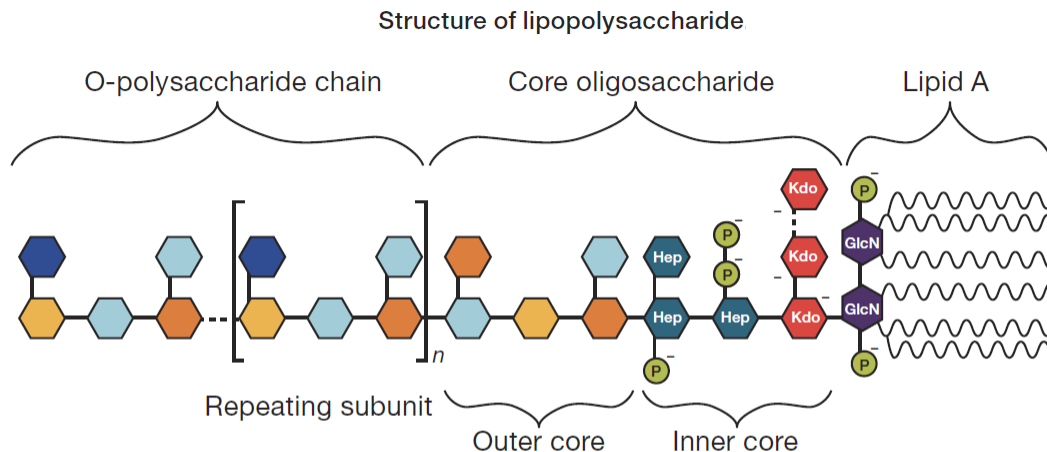 Structure of lipopolysaccharide
O-polysaccharide chain Core oligosaccharide Lipid A
Kdo P−
P−
Hep P− Kdo GlcN
Hep Hep Kdo− GlcN
n P− P−
Repeating subunit
Outer core Inner core